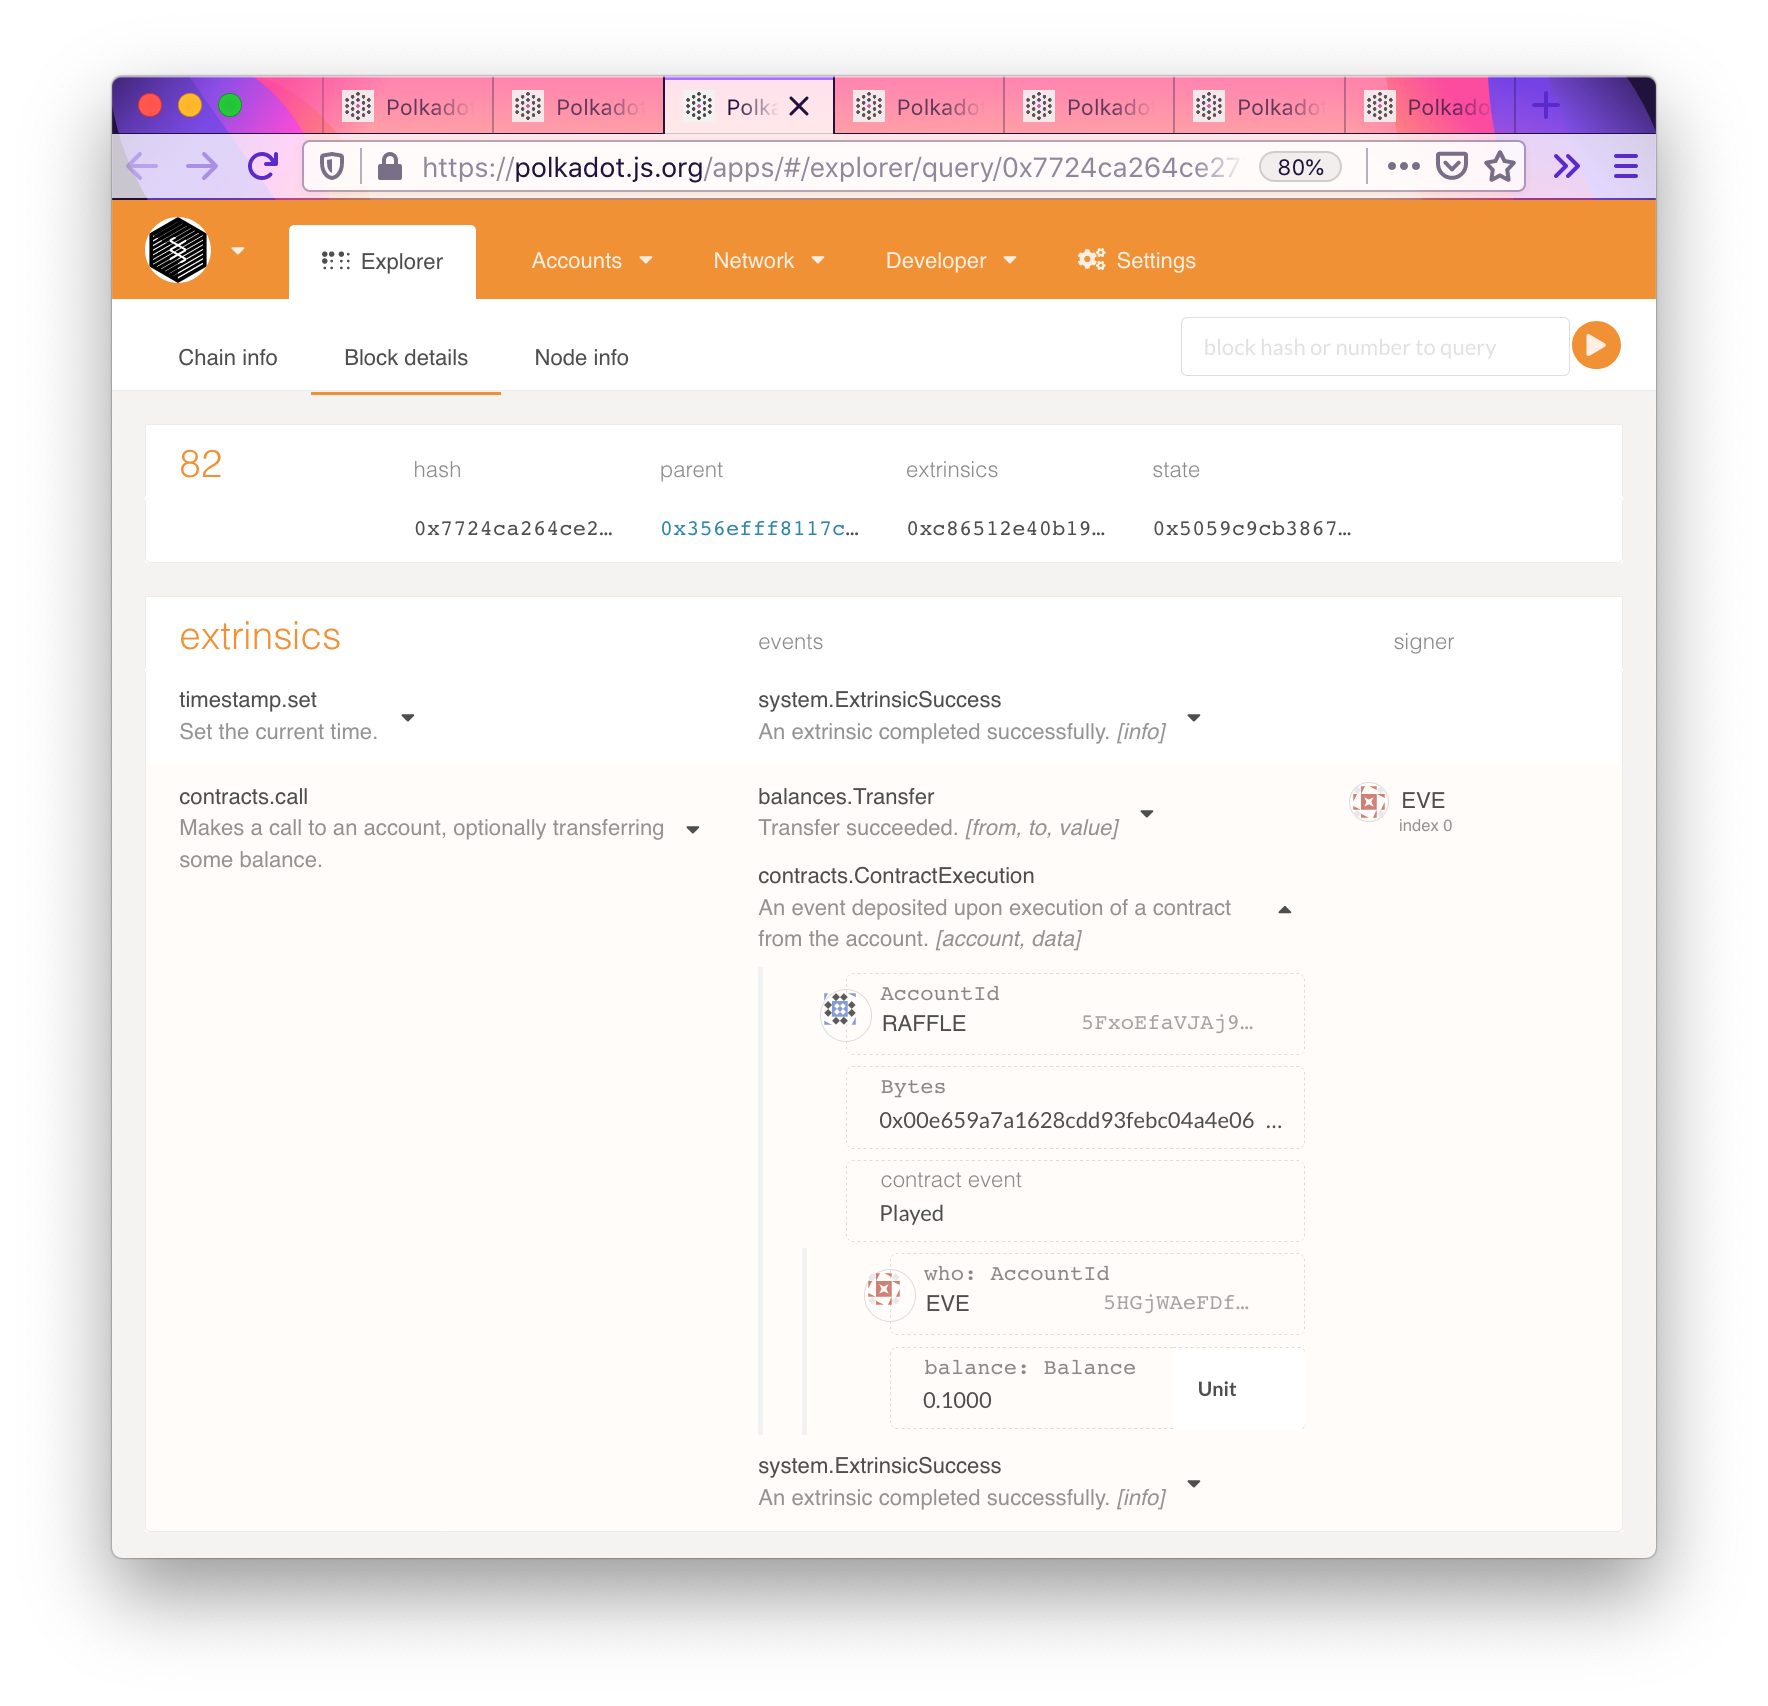 Polkado
Polkado
Polka
Polkado
Polkado
Polkado
Polkado
https://polkadot.js.org/apps/#/explorer/query/0x7724ca264ce27
80%
Explorer
Accounts
Network
Developer
Settings
Chain info
Block details
Node info
block hash or number to query
82
hash
parent
extrinsics
state
0x7724ca264ce2…
0x356efff8117c…
0xc86512e40b19…
0x5059c9cb3867…
extrinsics
events
signer
timestamp.set
Set the current time.
system.ExtrinsicSuccess
An extrinsic completed successfully. [info]
contracts.call
Makes a call to an account, optionally transferring
some balance.
balances.Transfer
Transfer succeeded. [from, to, value]
EVE
index 0
contracts.ContractExecution
An event deposited upon execution of a contract
from the account. [account, data]
AccountId
RAFFLE 5FxoEfaVJAj9…
Bytes
0x00e659a7a1628cdd93febc04a4e06 …
contract event
Played
who: AccountId
EVE 5HGjWAeFDf…
balance: Balance
0.1000
Unit
system.ExtrinsicSuccess
An extrinsic completed successfully. [info]